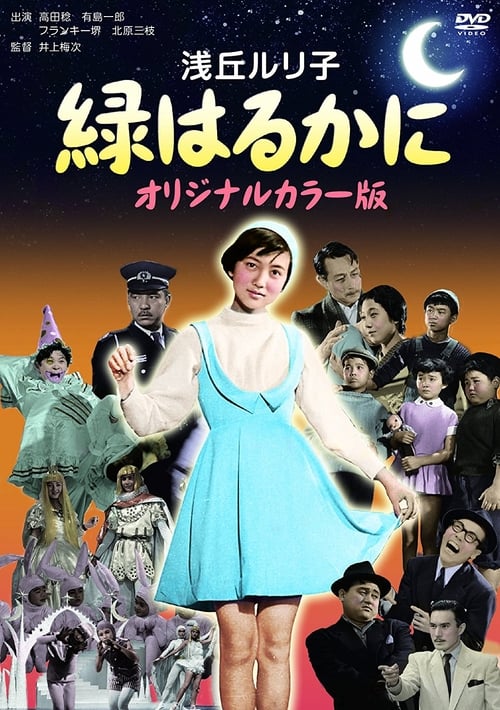 出演 高田稔 有島一郎
フランキー堺 北原三枝
監督 井上梅次
DVD
VIDEO
浅丘ルリ子
緑はるかに
オリジナルカラー版